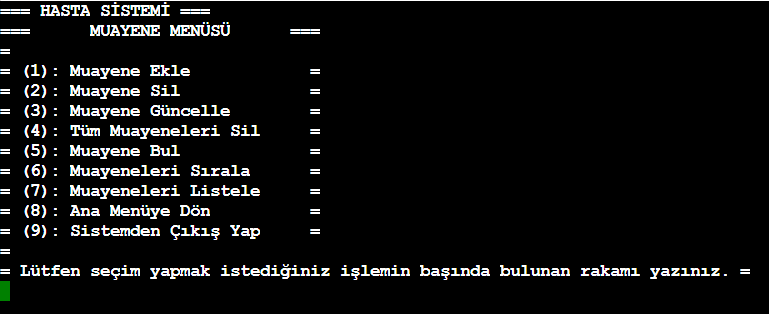 === HASTA SİSTEMİ ===
===      MUAYENE MENÜSÜ      ===
=
= (1): Muayene Ekle            =
= (2): Muayene Sil             =
= (3): Muayene Güncelle        =
= (4): Tüm Muayeneleri Sil     =
= (5): Muayene Bul             =
= (6): Muayeneleri Sırala      =
= (7): Muayeneleri Listele     =
= (8): Ana Menüye Dön          =
= (9): Sistemden Çıkış Yap     =
=
= Lütfen seçim yapmak istediğiniz işlemin başında bulunan rakamı yazınız. =